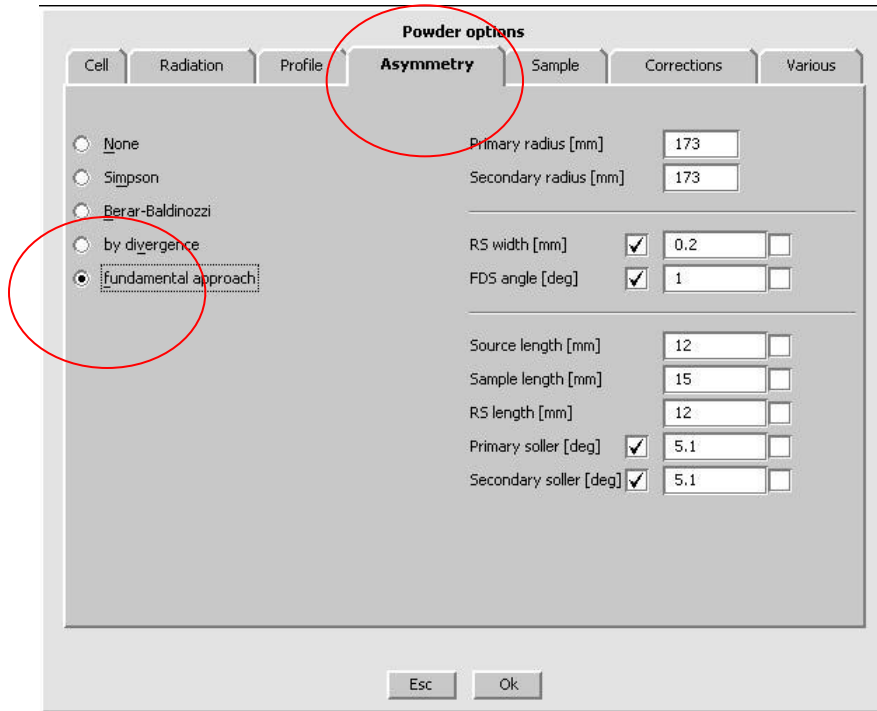 Powder options
Cell Radiation Profile Asymmetry Sample Corrections Various
None
Simpson
Berar-Baldinozzi
by divergence
fundamental approach
Primary radius [mm] 173
Secondary radius [mm] 173
RS width [mm] 0.2
FDS angle [deg] 1
Source length [mm] 12
Sample length [mm] 15
RS length [mm] 12
Primary soller [deg] 5.1
Secondary soller [deg] 5.1
Esc Ok